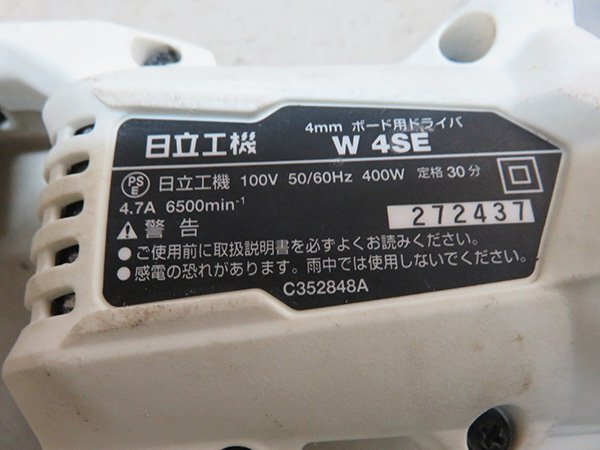 4mm ボード用ドライバ
日立工機 W 4SE
PSE 日立工機 100V 50/60Hz 400W 定格30分
4.7A 6500min⁻¹
272437
警告
●ご使用前に取扱説明書を必ずよくお読みください。
●感電の恐れがあります。雨中では使用しないでください。
C352848A